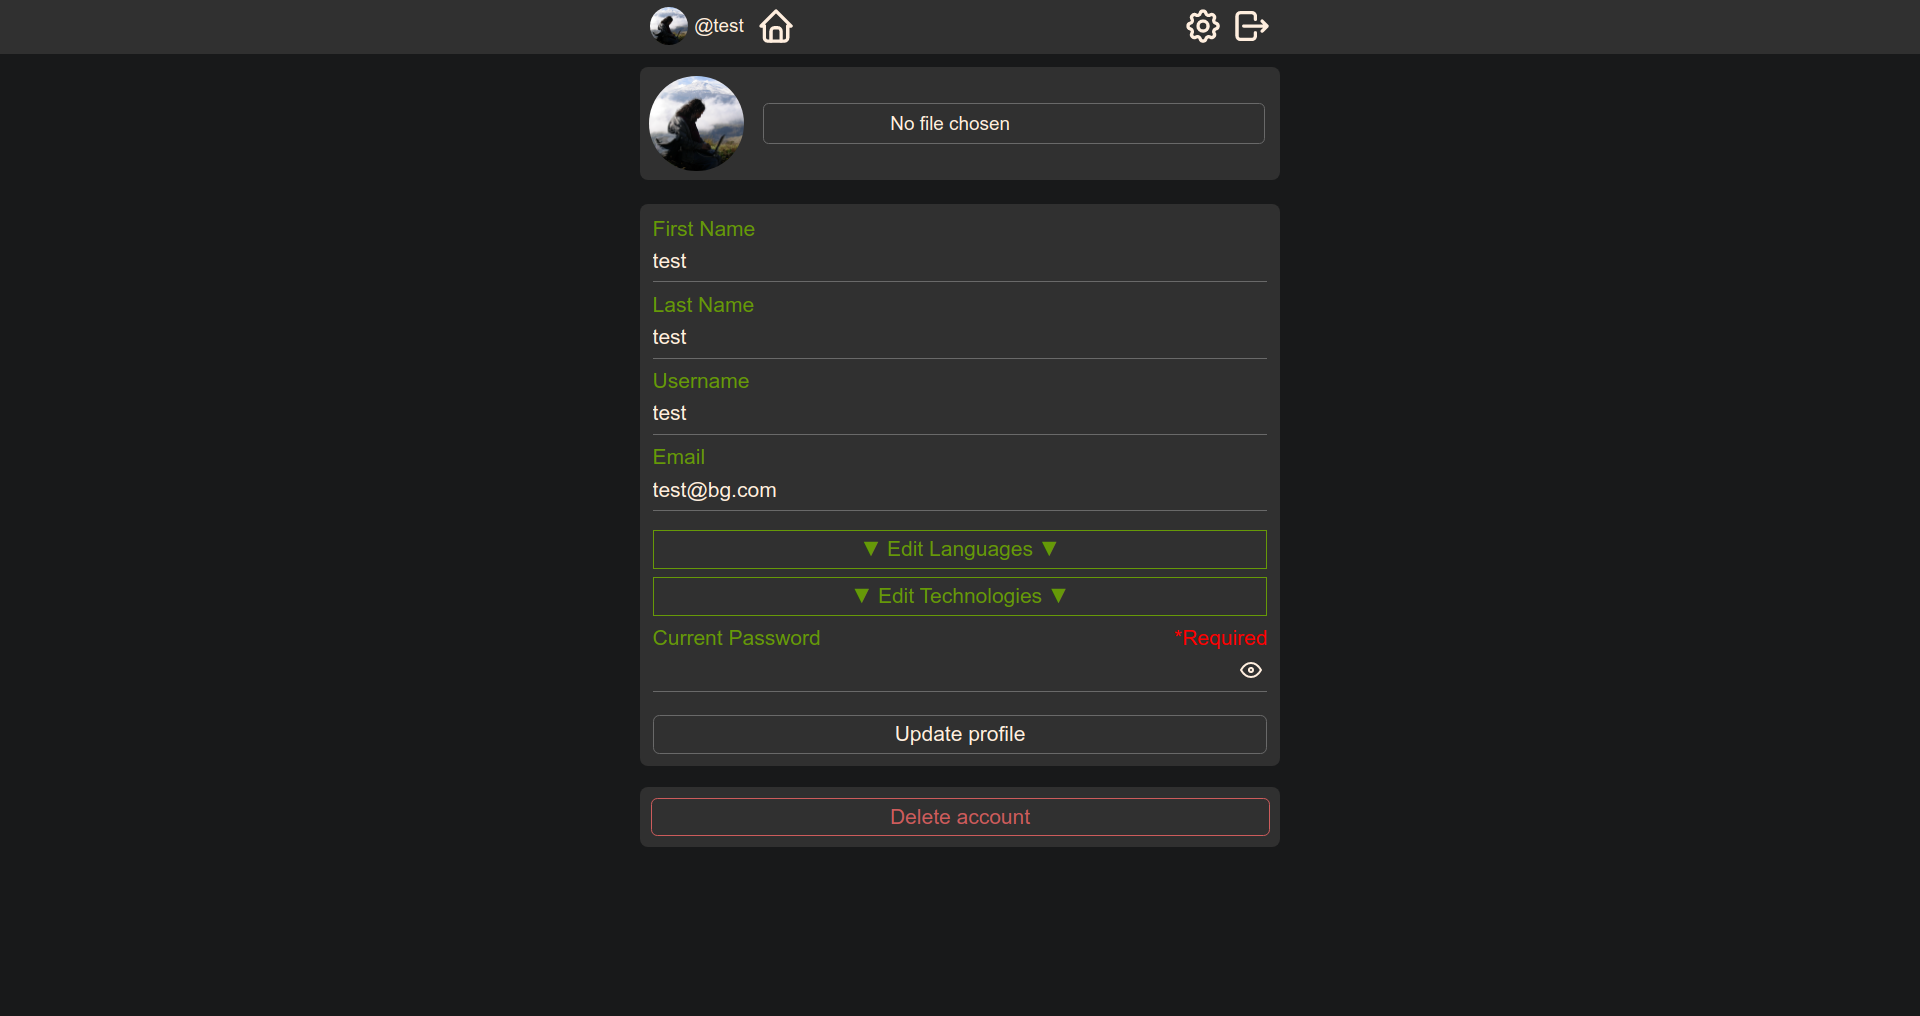 @test
No file chosen
First Name
test
Last Name
test
Username
test
Email
test@bg.com
▼ Edit Languages ▼
▼ Edit Technologies ▼
Current Password *Required
Update profile
Delete account